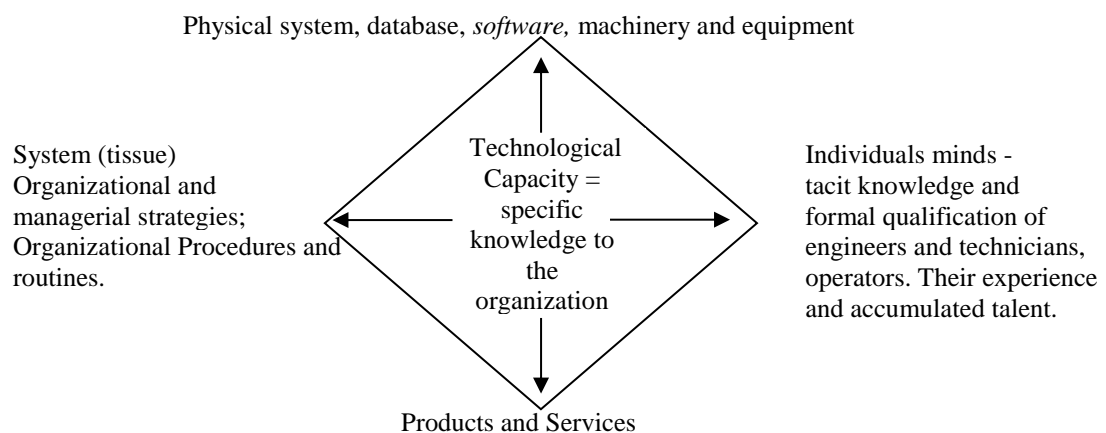 Physical system, database, software, machinery and equipment
System (tissue)
Organizational and
managerial strategies;
Organizational Procedures and
routines.
Technological
Capacity =
specific
knowledge to
the
organization
Individuals minds -
tacit knowledge and
formal qualification of
engineers and technicians,
operators. Their experience
and accumulated talent.
Products and Services